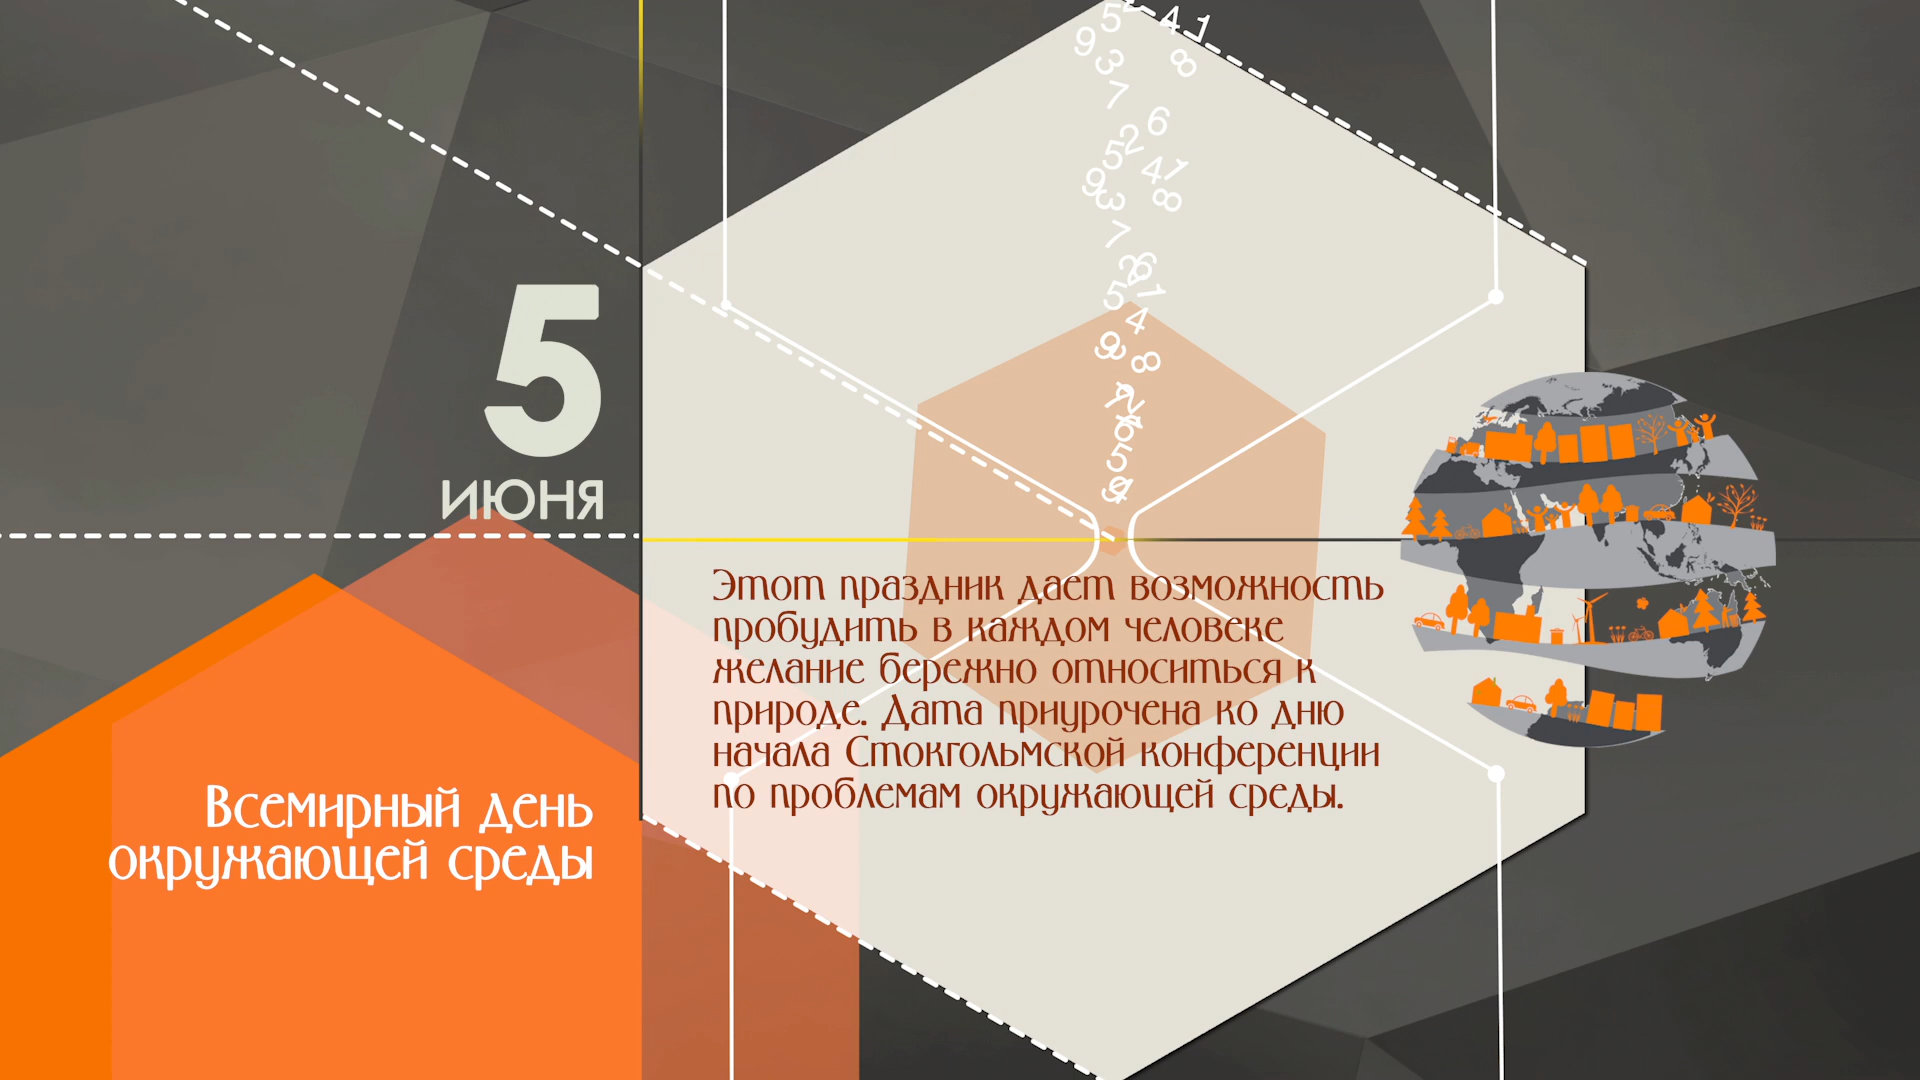 5
ИЮНЯ
Всемирный день
окружающей среды
Этот праздник дает возможность
пробудить в каждом человеке
желание бережно относиться к
природе. Дата приурочена ко дню
начала Стокгольмской конференции
по проблемам окружающей среды.